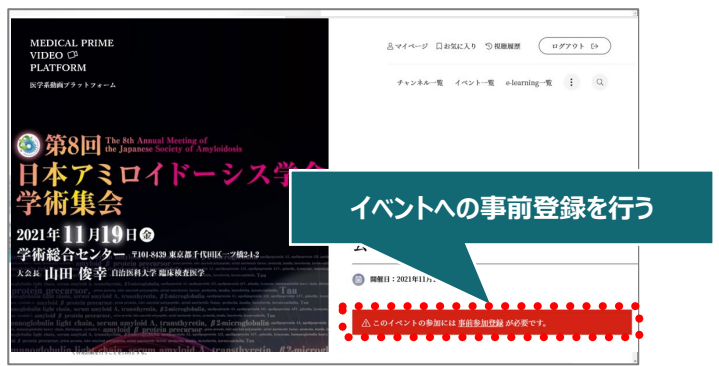 MEDICAL PRIME
VIDEO
PLATFORM
医学系動画プラットフォーム
マイページ お気に入り 視聴履歴 ログアウト
チャンネル一覧 イベント一覧 e-learning一覧
第8回 The 8th Annual Meeting of
the Japanese Society of Amyloidosis
日本アミロイドーシス学会
学術集会
2021年11月19日金
学術総合センター 〒101-8439 東京都千代田区一ツ橋2-1-2
大会長 山田 俊幸 自治医科大学 臨床検査医学
イベントへの事前登録を行う
会
開催日:2021年11月
このイベントの参加には 事前参加登録 が必要です。